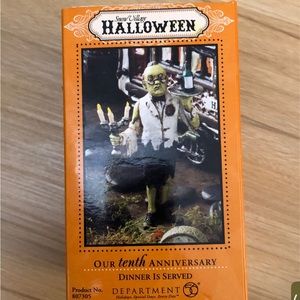 Snow Village
HALLOWEEN
H
OUR tenth ANNIVERSARY
DINNER IS SERVED
DEPARTMENT 56
Product No.
807305